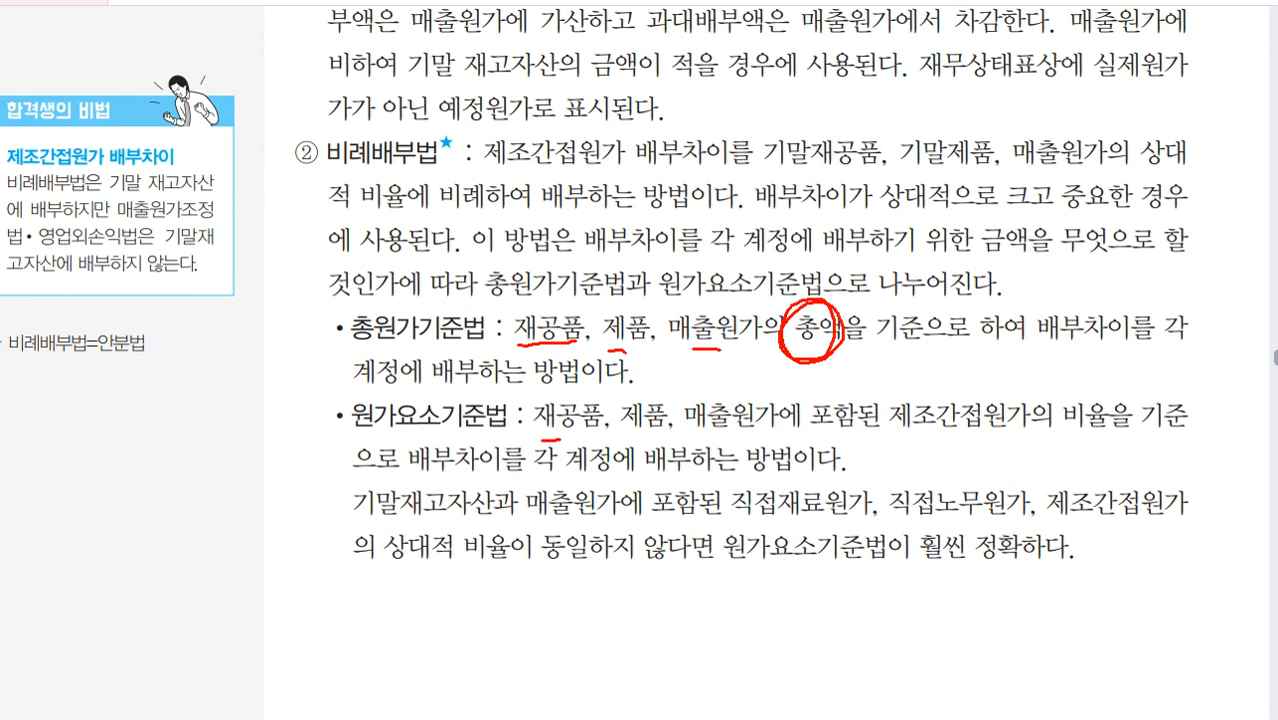 부액은 매출원가에 가산하고 과대배부액은 매출원가에서 차감한다. 매출원가에
비하여 기말 재고자산의 금액이 적을 경우에 사용된다. 재무상태표상에 실제원가
가가 아닌 예정원가로 표시된다.
② 비례배부법★ : 제조간접원가 배부차이를 기말재공품, 기말제품, 매출원가의 상대
적 비율에 비례하여 배부하는 방법이다. 배부차이가 상대적으로 크고 중요한 경우
에 사용된다. 이 방법은 배부차이를 각 계정에 배부하기 위한 금액을 무엇으로 할
것인가에 따라 총원가기준법과 원가요소기준법으로 나누어진다.
• 총원가기준법 : 재공품, 제품, 매출원가의 총액을 기준으로 하여 배부차이를 각
계정에 배부하는 방법이다.
• 원가요소기준법 : 재공품, 제품, 매출원가에 포함된 제조간접원가의 비율을 기준
으로 배부차이를 각 계정에 배부하는 방법이다.
기말재고자산과 매출원가에 포함된 직접재료원가, 직접노무원가, 제조간접원가
의 상대적 비율이 동일하지 않다면 원가요소기준법이 훨씬 정확하다.
합격생의 비법
제조간접원가 배부차이
비례배부법은 기말 재고자산
에 배부하지만 매출원가조정
법•영업외손익법은 기말재
고자산에 배부하지 않는다.
비례배부법=안분법